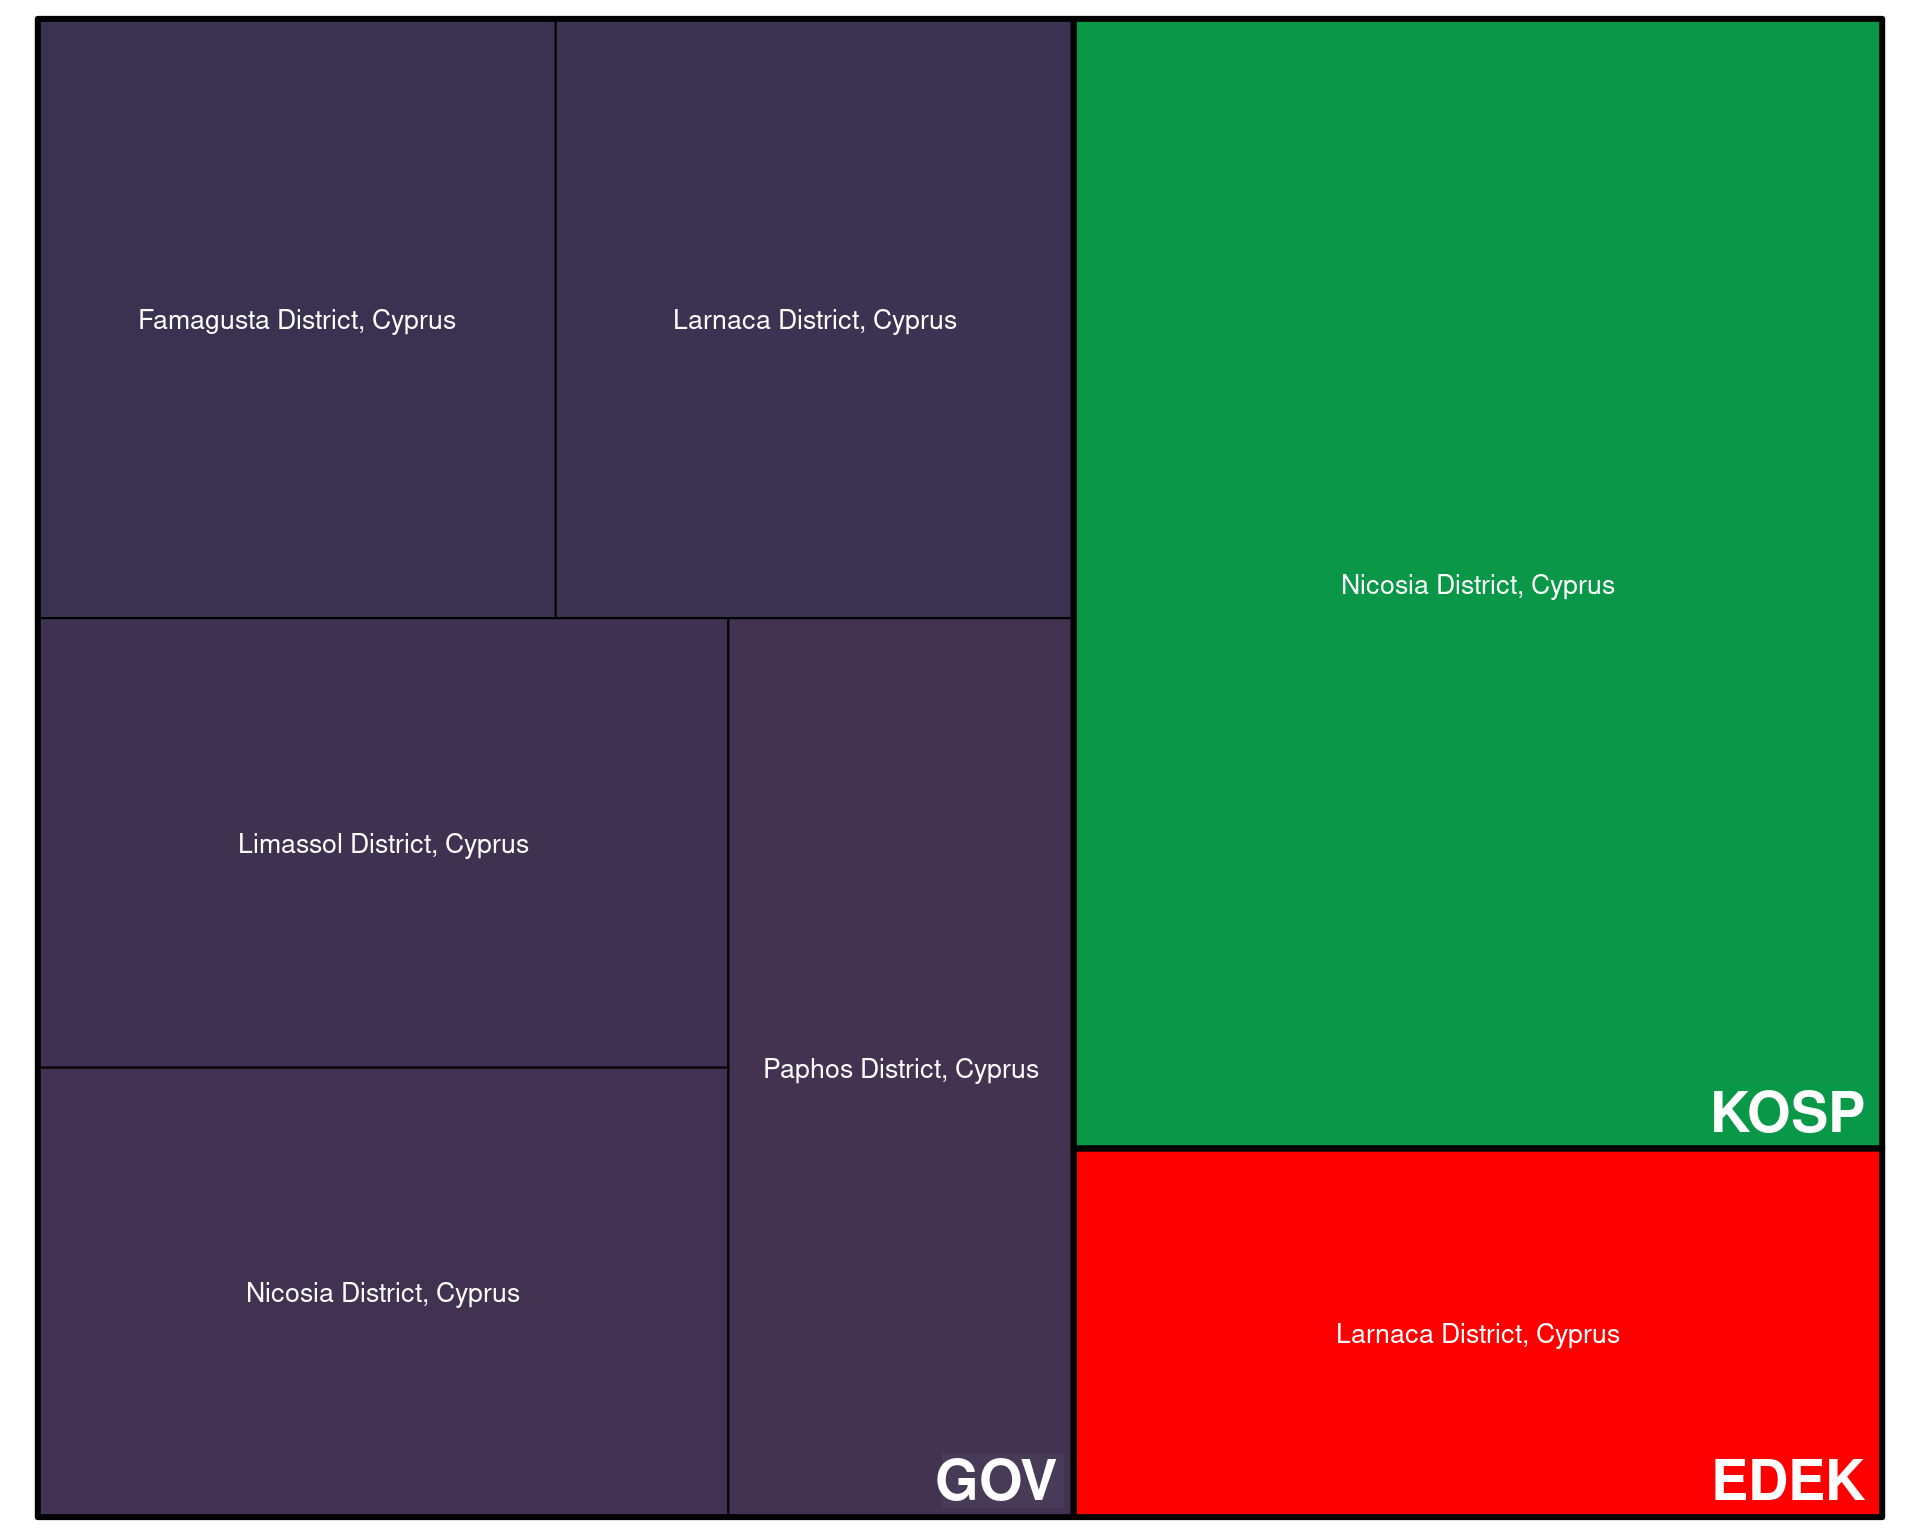 Famagusta District, Cyprus
Larnaca District, Cyprus
Limassol District, Cyprus
Nicosia District, Cyprus
Paphos District, Cyprus
GOV
Nicosia District, Cyprus
KOSP
Larnaca District, Cyprus
EDEK